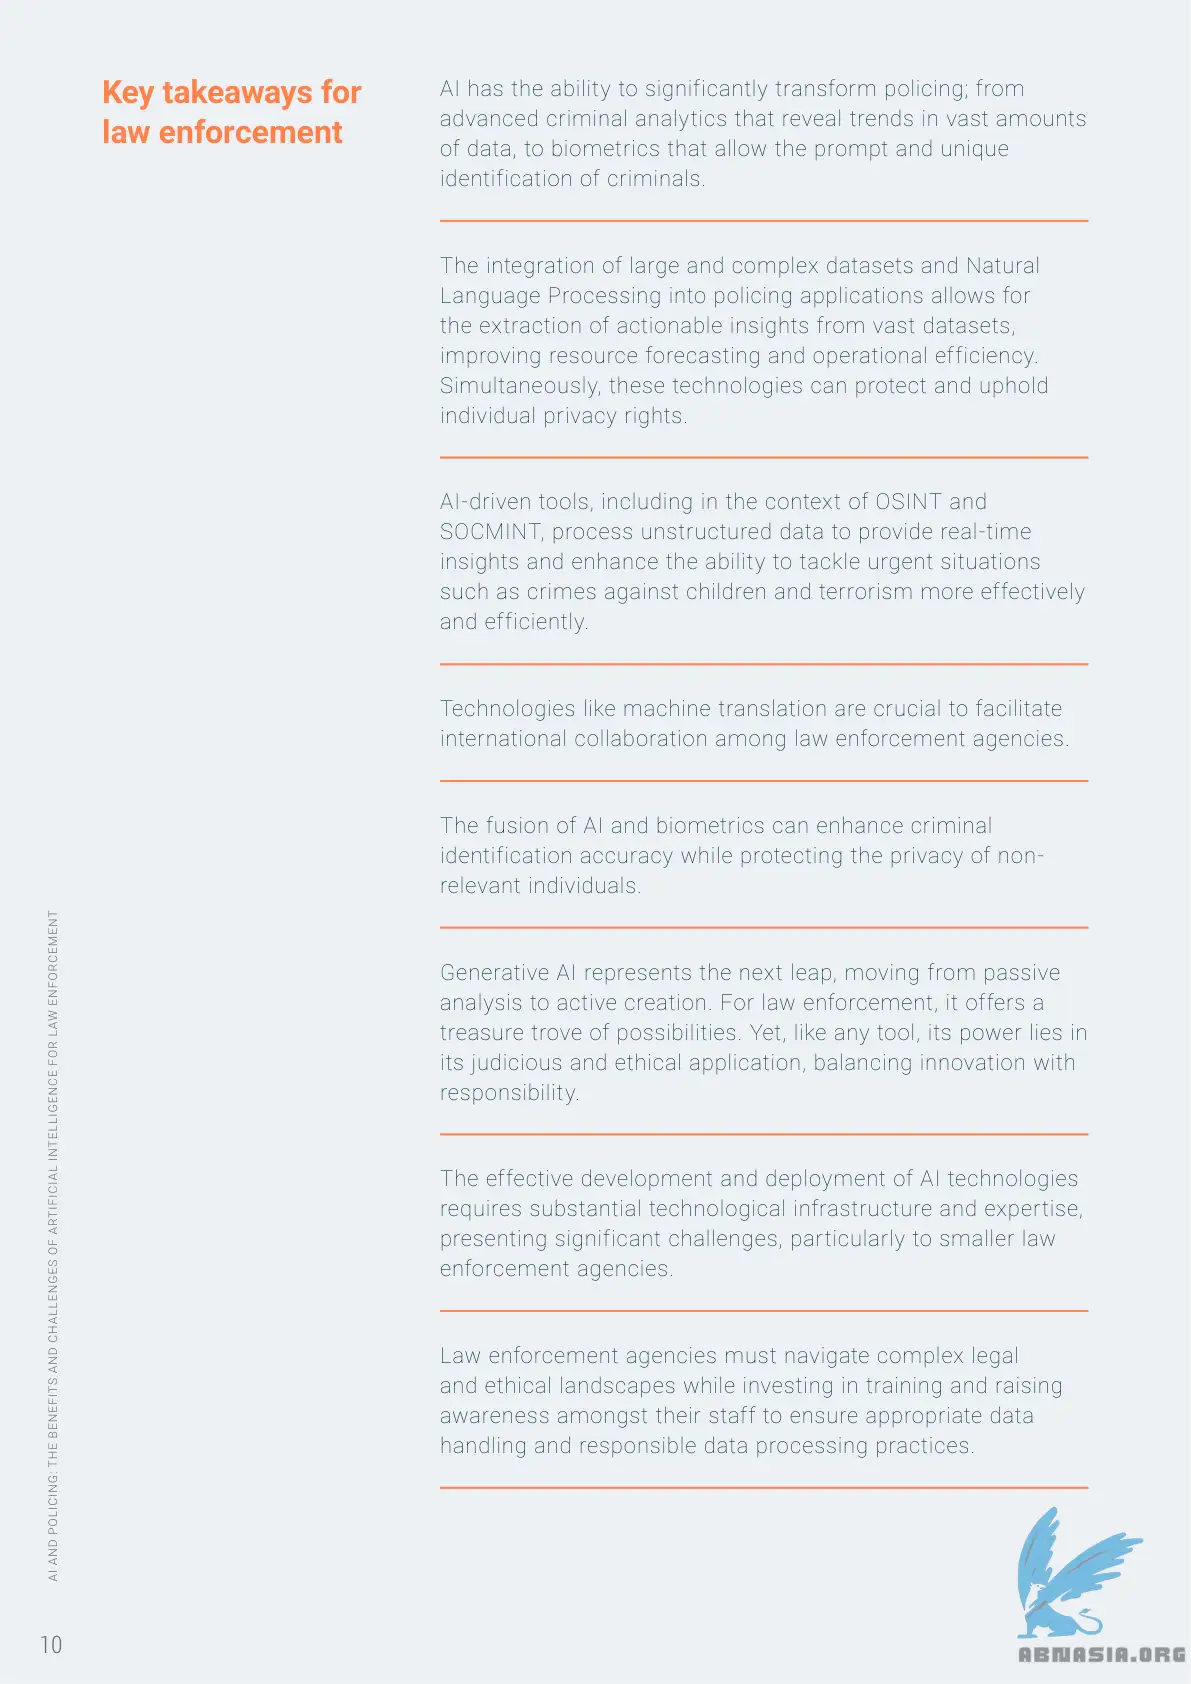 Key takeaways for
law enforcement
AI has the ability to significantly transform policing; from
advanced criminal analytics that reveal trends in vast amounts
of data, to biometrics that allow the prompt and unique
identification of criminals.
The integration of large and complex datasets and Natural
Language Processing into policing applications allows for
the extraction of actionable insights from vast datasets,
improving resource forecasting and operational efficiency.
Simultaneously, these technologies can protect and uphold
individual privacy rights.
AI-driven tools, including in the context of OSINT and
SOCMINT, process unstructured data to provide real-time
insights and enhance the ability to tackle urgent situations
such as crimes against children and terrorism more effectively
and efficiently.
Technologies like machine translation are crucial to facilitate
international collaboration among law enforcement agencies.
The fusion of AI and biometrics can enhance criminal
identification accuracy while protecting the privacy of non-
relevant individuals.
Generative AI represents the next leap, moving from passive
analysis to active creation. For law enforcement, it offers a
treasure trove of possibilities. Yet, like any tool, its power lies in
its judicious and ethical application, balancing innovation with
responsibility.
The effective development and deployment of AI technologies
requires substantial technological infrastructure and expertise,
presenting significant challenges, particularly to smaller law
enforcement agencies.
Law enforcement agencies must navigate complex legal
and ethical landscapes while investing in training and raising
awareness amongst their staff to ensure appropriate data
handling and responsible data processing practices.
AI AND POLICING: THE BENEFITS AND CHALLENGES OF ARTIFICIAL INTELLIGENCE FOR LAW ENFORCEMENT
10
ABNASIA.ORG